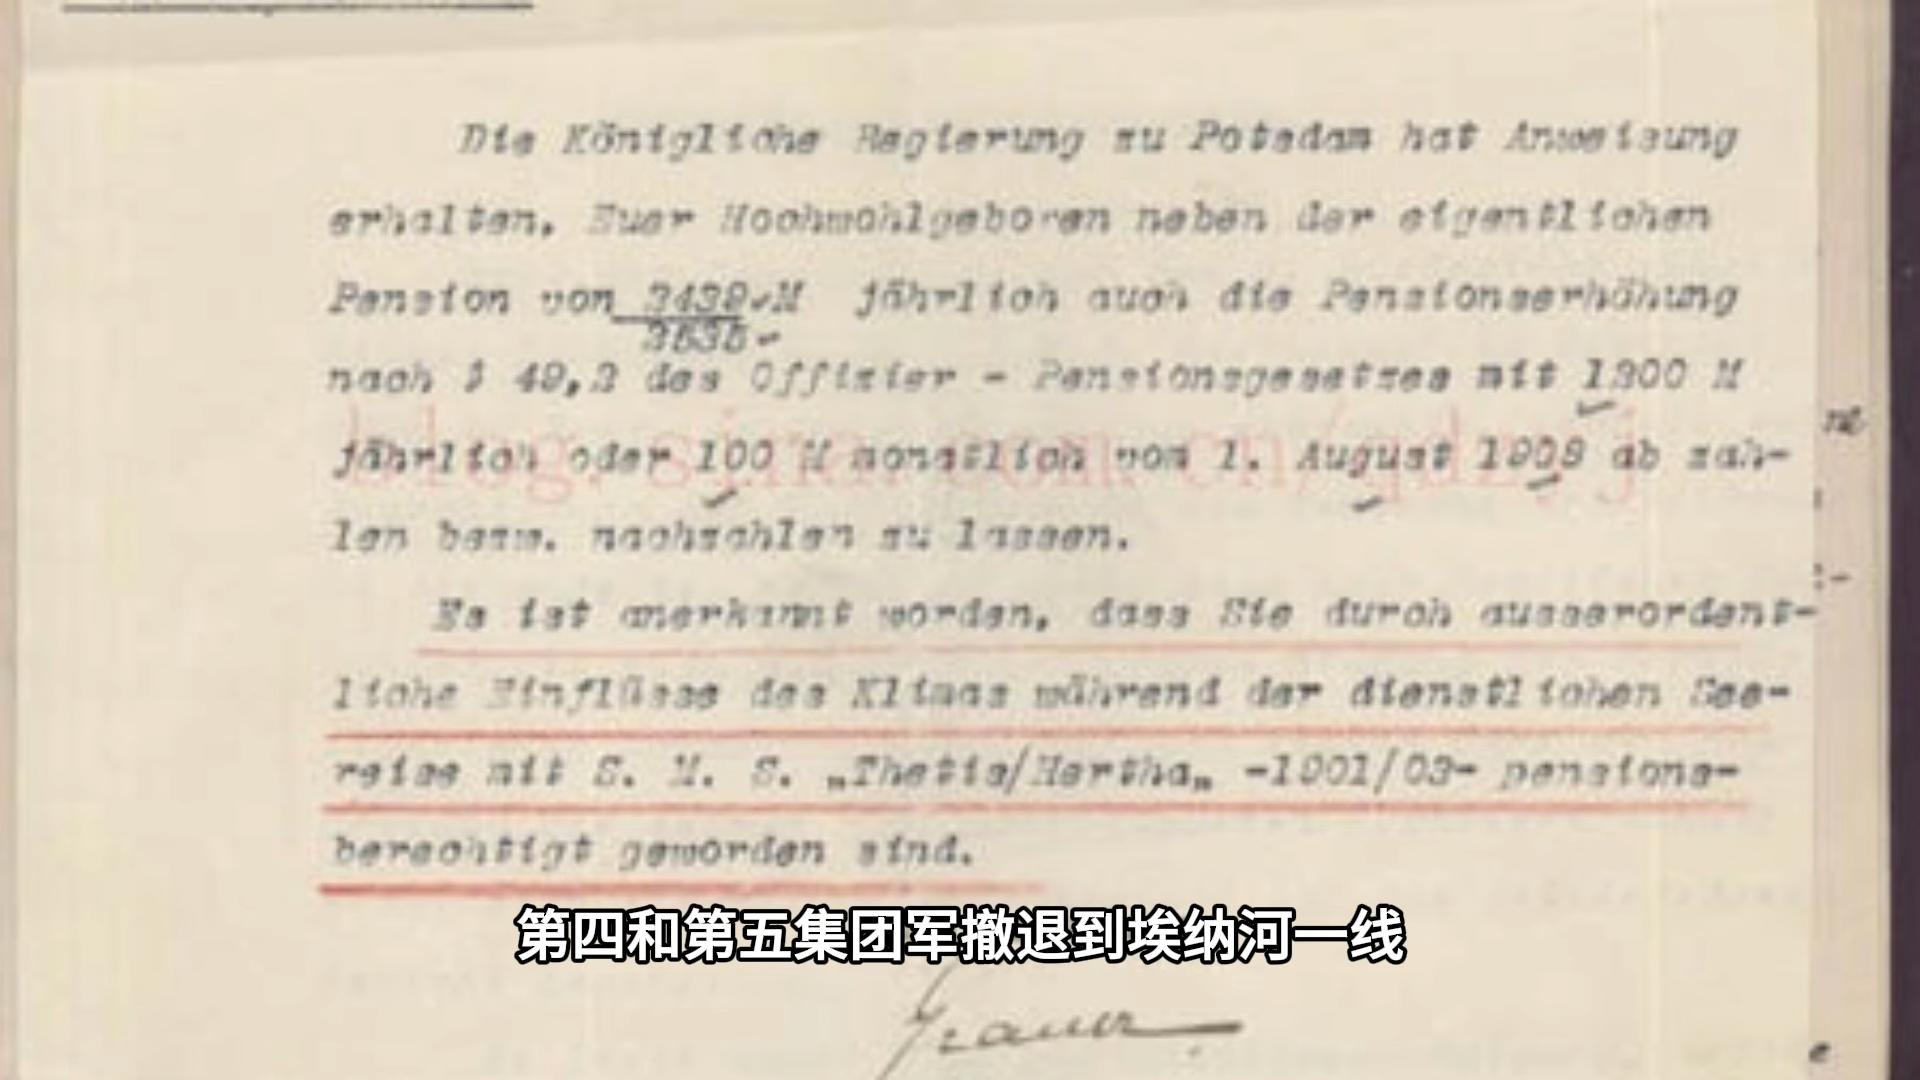 Die Königliche Regierung zu Potsdam hat Anweisung
erhalten, Euer Hochwohlgeboren neben der eigentlichen
Pension von 3439 M jährlich auch die Pensionserhöhung
nach § 49,2 des Offizier - Pensionsgesetzes mit 1200 M
jährlich oder 100 M monatlich vom 1. August 1908 ab zah-
len bezw. nachzahlen zu lassen.
Es ist anerkannt worden, dass Sie durch ausserordent-
liche Einflüsse des Klimas während der dienstlichen See-
reise mit S. M. S. „Thetis/Hertha„ -1901/03- pensions-
berechtigt geworden sind.
第四和第五集团军撤退到埃纳河一线